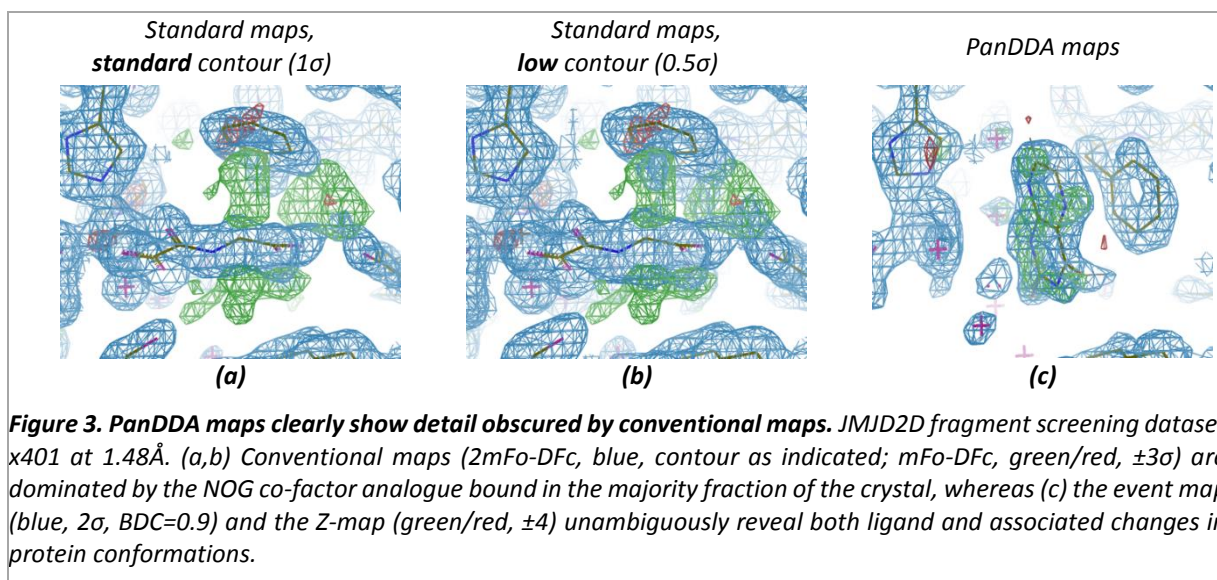 Standard maps,
standard contour (1σ)
Standard maps,
low contour (0.5σ)
PanDDA maps
(a)
(b)
(c)
Figure 3. PanDDA maps clearly show detail obscured by conventional maps. JMJD2D fragment screening dataset
x401 at 1.48Å. (a,b) Conventional maps (2mFo-DFc, blue, contour as indicated; mFo-DFc, green/red, ±3σ) are
dominated by the NOG co-factor analogue bound in the majority fraction of the crystal, whereas (c) the event map
(blue, 2σ, BDC=0.9) and the Z-map (green/red, ±4) unambiguously reveal both ligand and associated changes in
protein conformations.